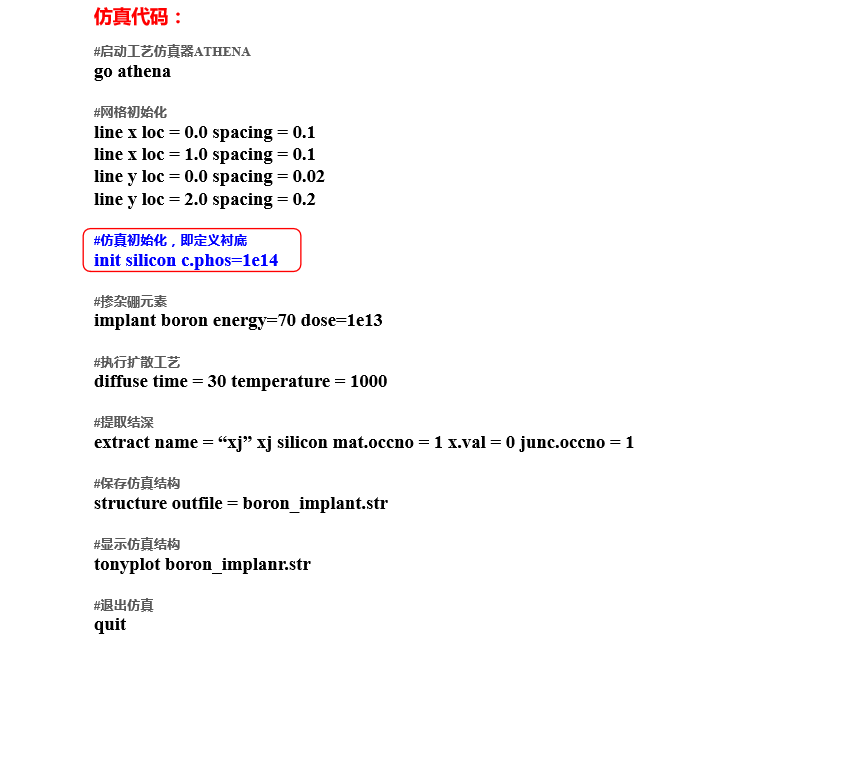 仿真代码：
#启动工艺仿真器ATHENA
go athena
#网格初始化
line x loc = 0.0 spacing = 0.1
line x loc = 1.0 spacing = 0.1
line y loc = 0.0 spacing = 0.02
line y loc = 2.0 spacing = 0.2
#仿真初始化，即定义衬底
init silicon c.phos=1e14
#掺杂硼元素
implant boron energy=70 dose=1e13
#执行扩散工艺
diffuse time = 30 temperature = 1000
#提取结深
extract name = “xj” xj silicon mat.occno = 1 x.val = 0 junc.occno = 1
#保存仿真结构
structure outfile = boron_implant.str
#显示仿真结构
tonyplot boron_implanr.str
#退出仿真
quit